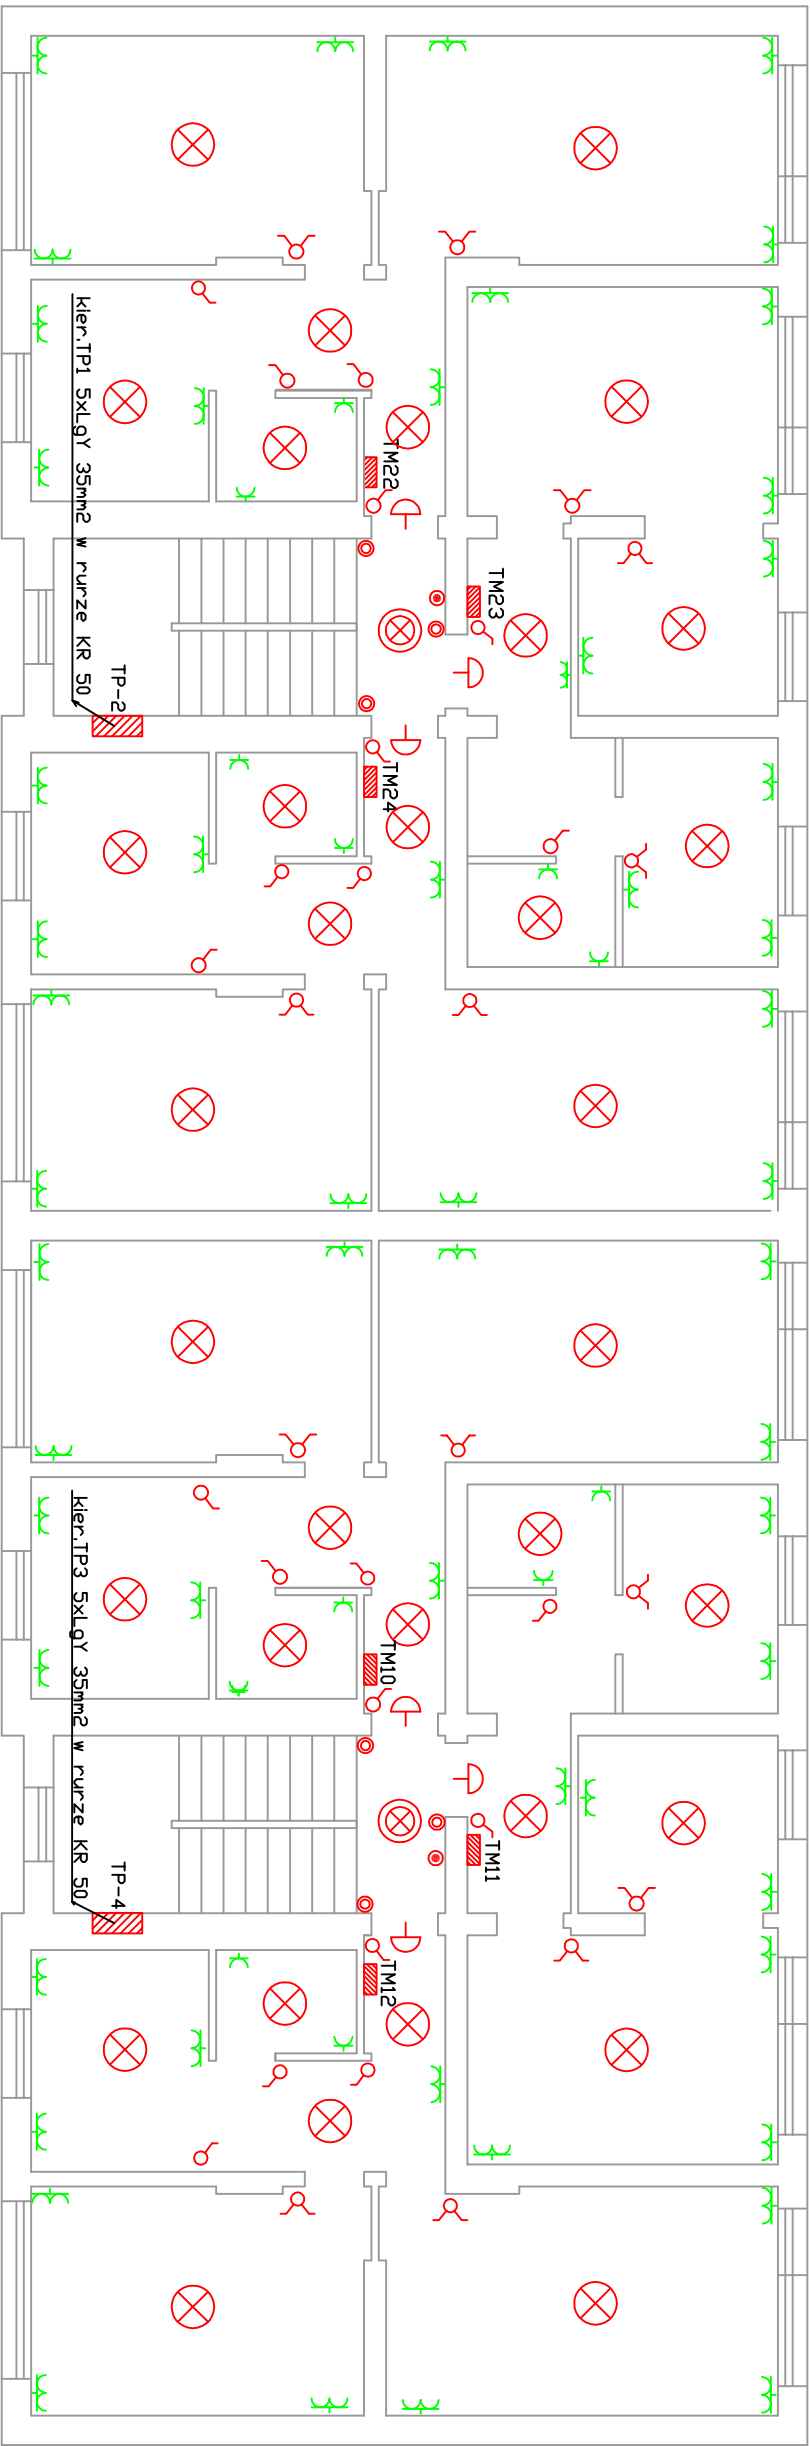 kier.TP1 5xLgY 35mm2 w rurze KR 50
TP-2
TM22
TM23
TM24
kier.TP3 5xLgY 35mm2 w rurze KR 50
TP-4
TM10
TM11
TM12